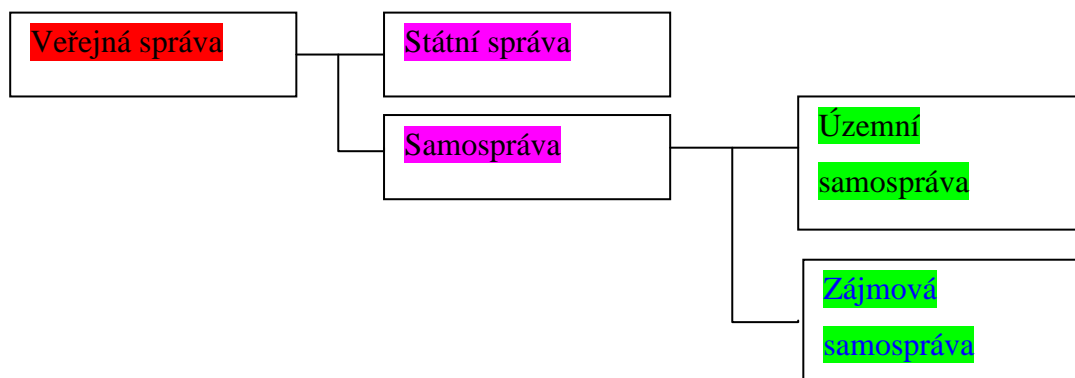 Veřejná správa
Státní správa
Samospráva
Územní
samospráva
Zájmová
samospráva